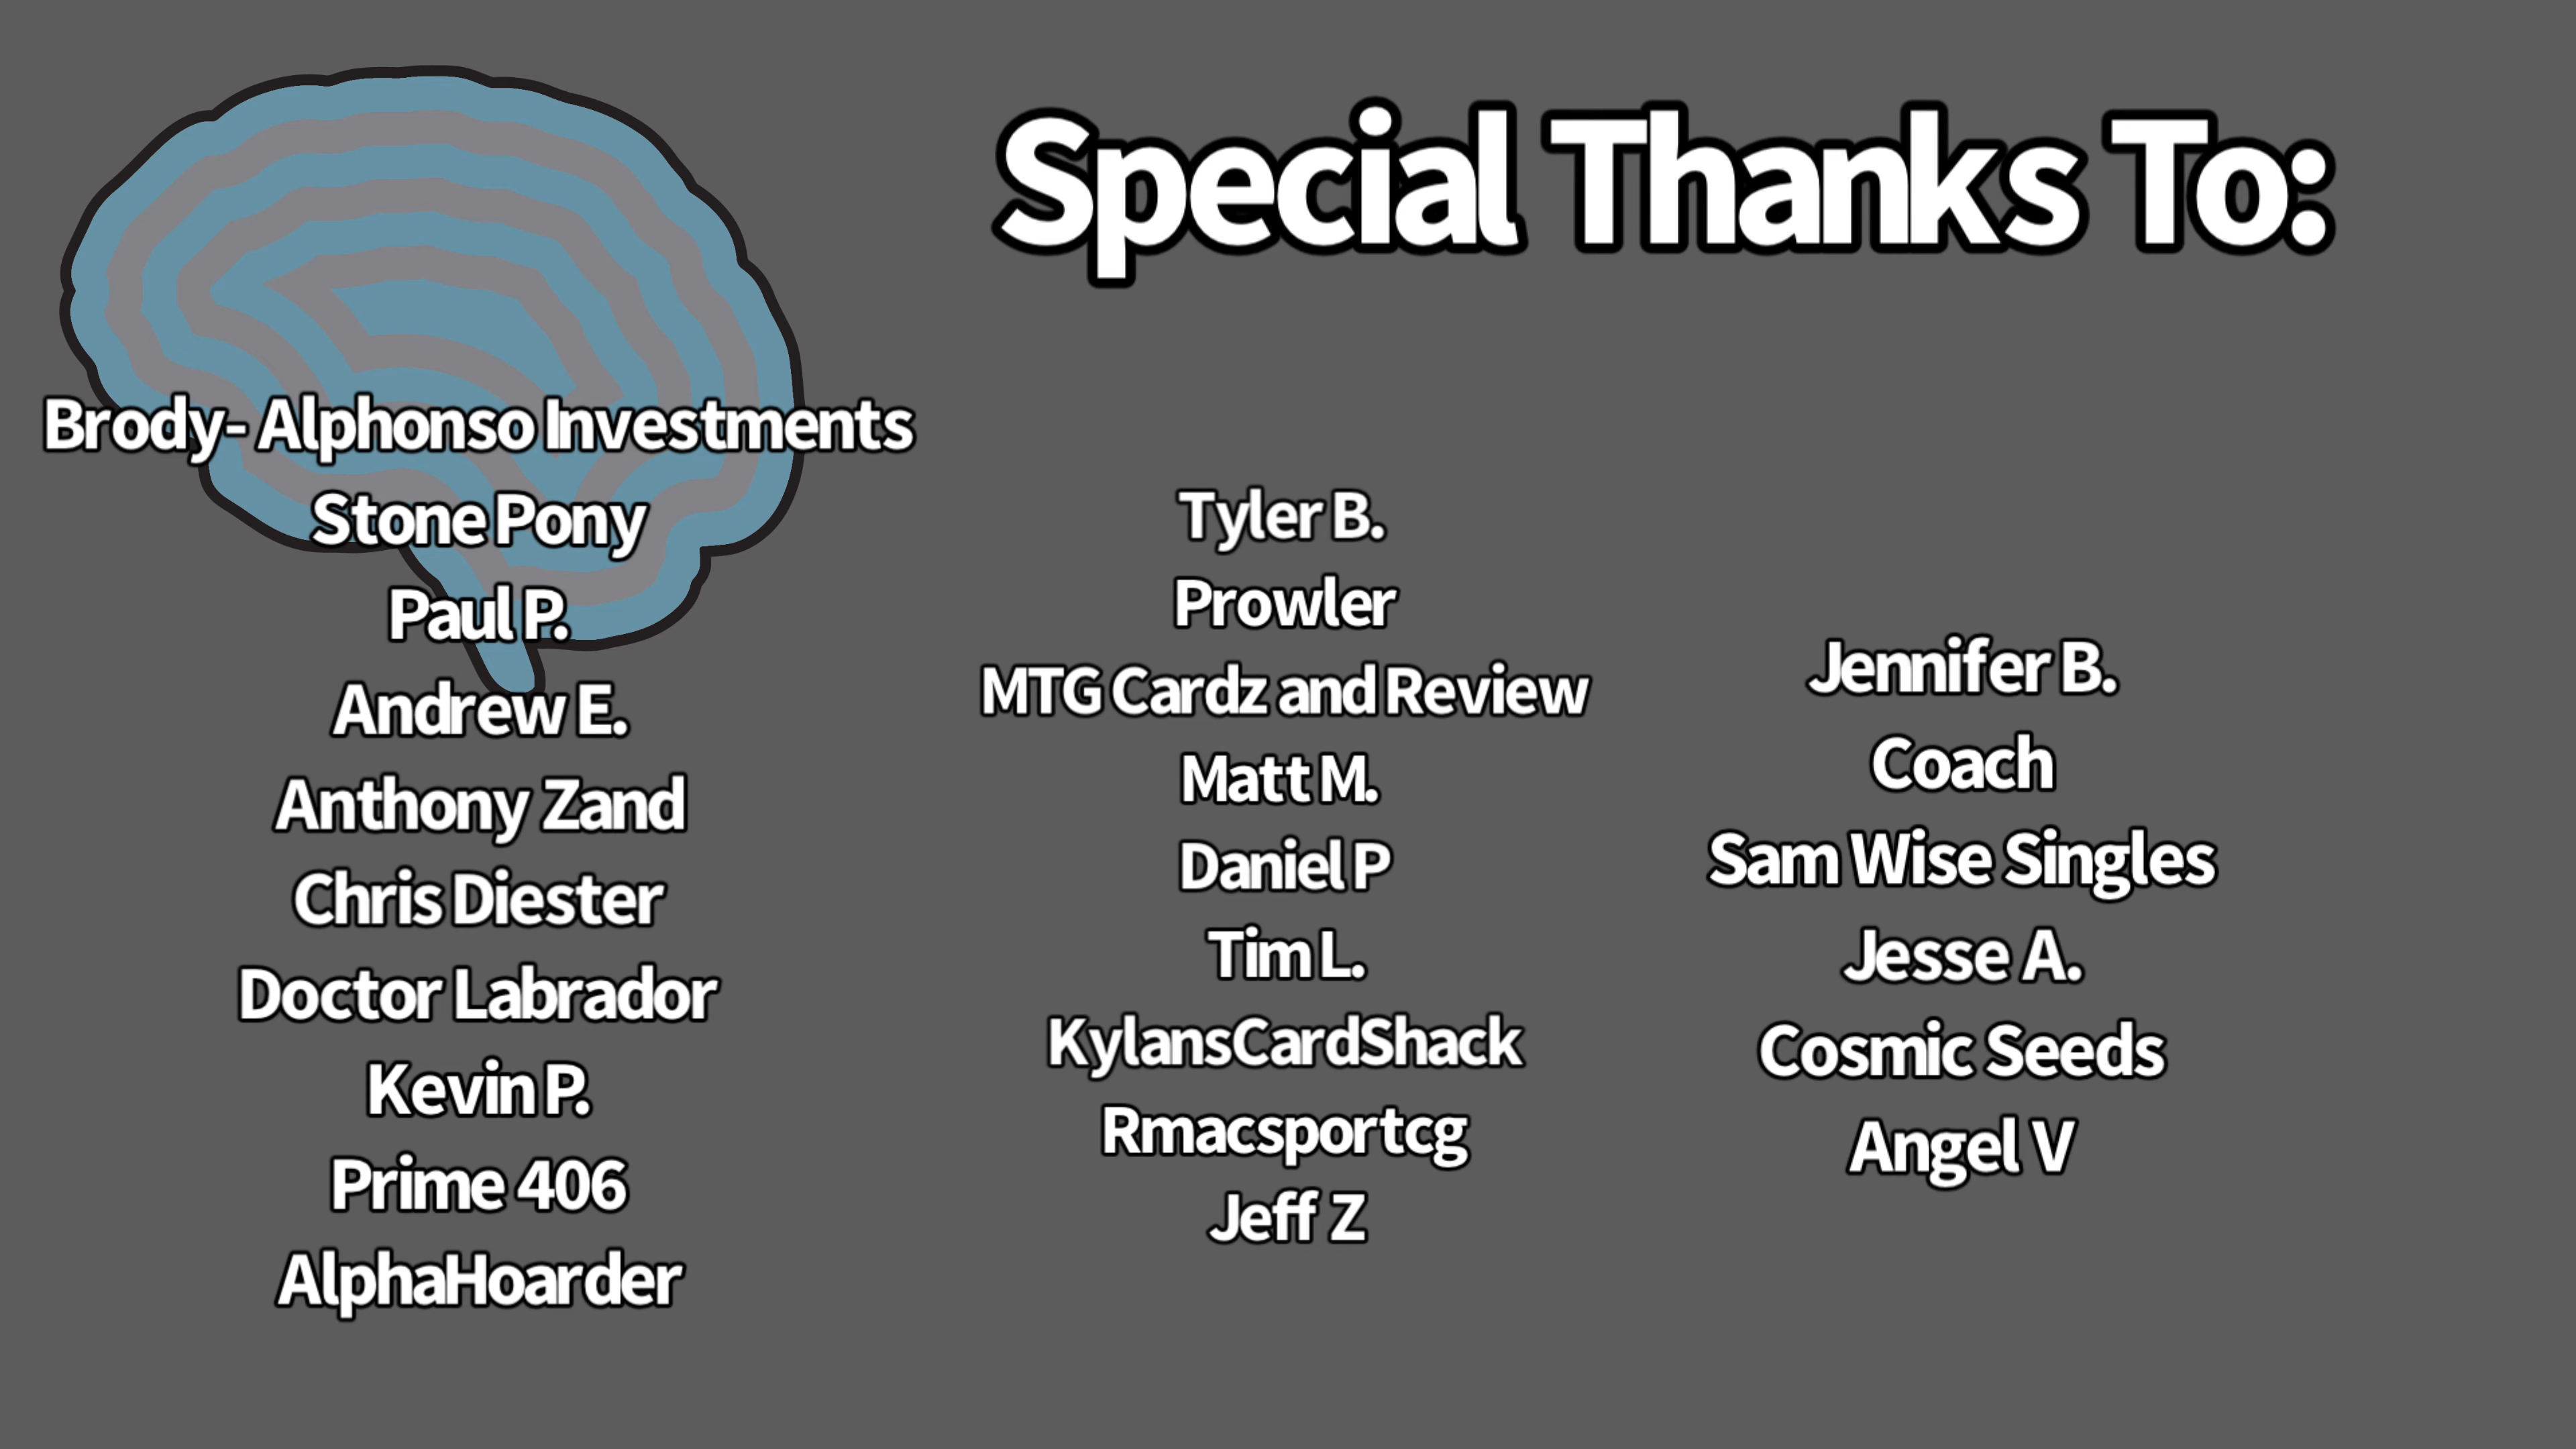 Special Thanks To:
Brody- Alphonso Investments
Stone Pony
Paul P.
Andrew E.
Anthony Zand
Chris Diester
Doctor Labrador
Kevin P.
Prime 406
AlphaHoarder
Tyler B.
Prowler
MTG Cardz and Review
Matt M.
Daniel P
Tim L.
KylansCardShack
Rmacsportcg
Jeff Z
Jennifer B.
Coach
Sam Wise Singles
Jesse A.
Cosmic Seeds
Angel V